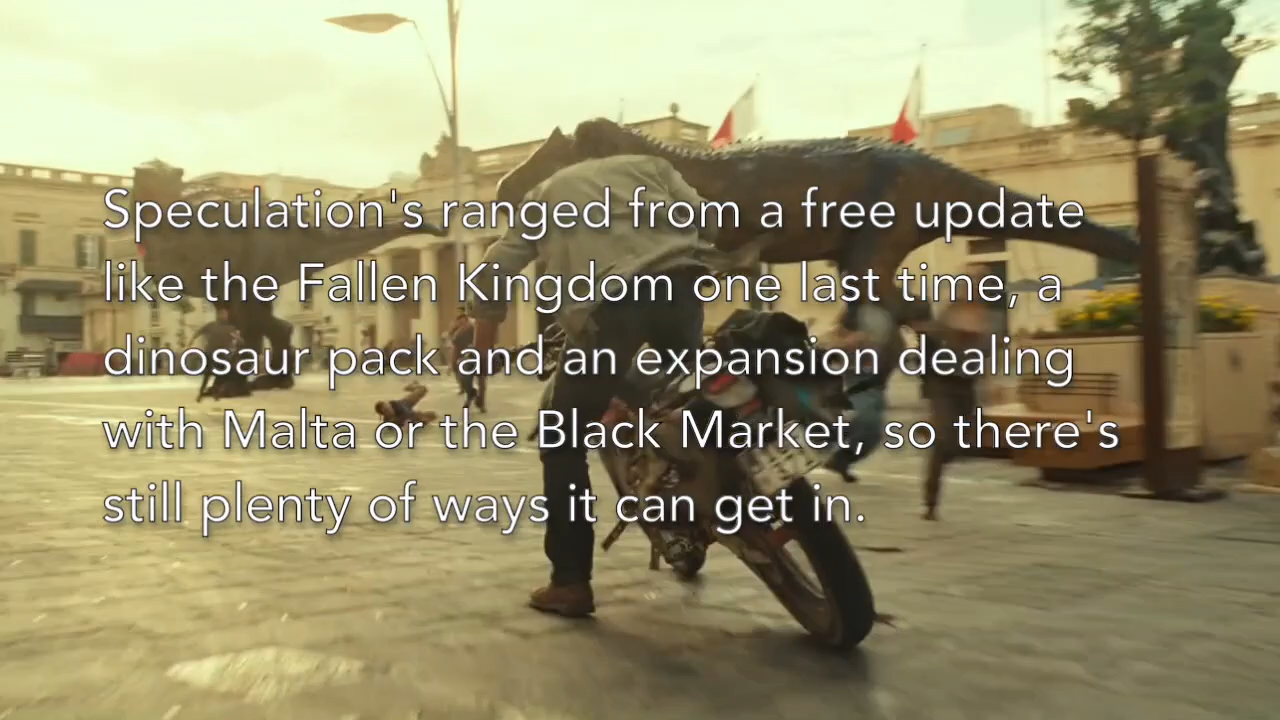 Speculation's ranged from a free update
like the Fallen Kingdom one last time, a
dinosaur pack and an expansion dealing
with Malta or the Black Market, so there's
still plenty of ways it can get in.